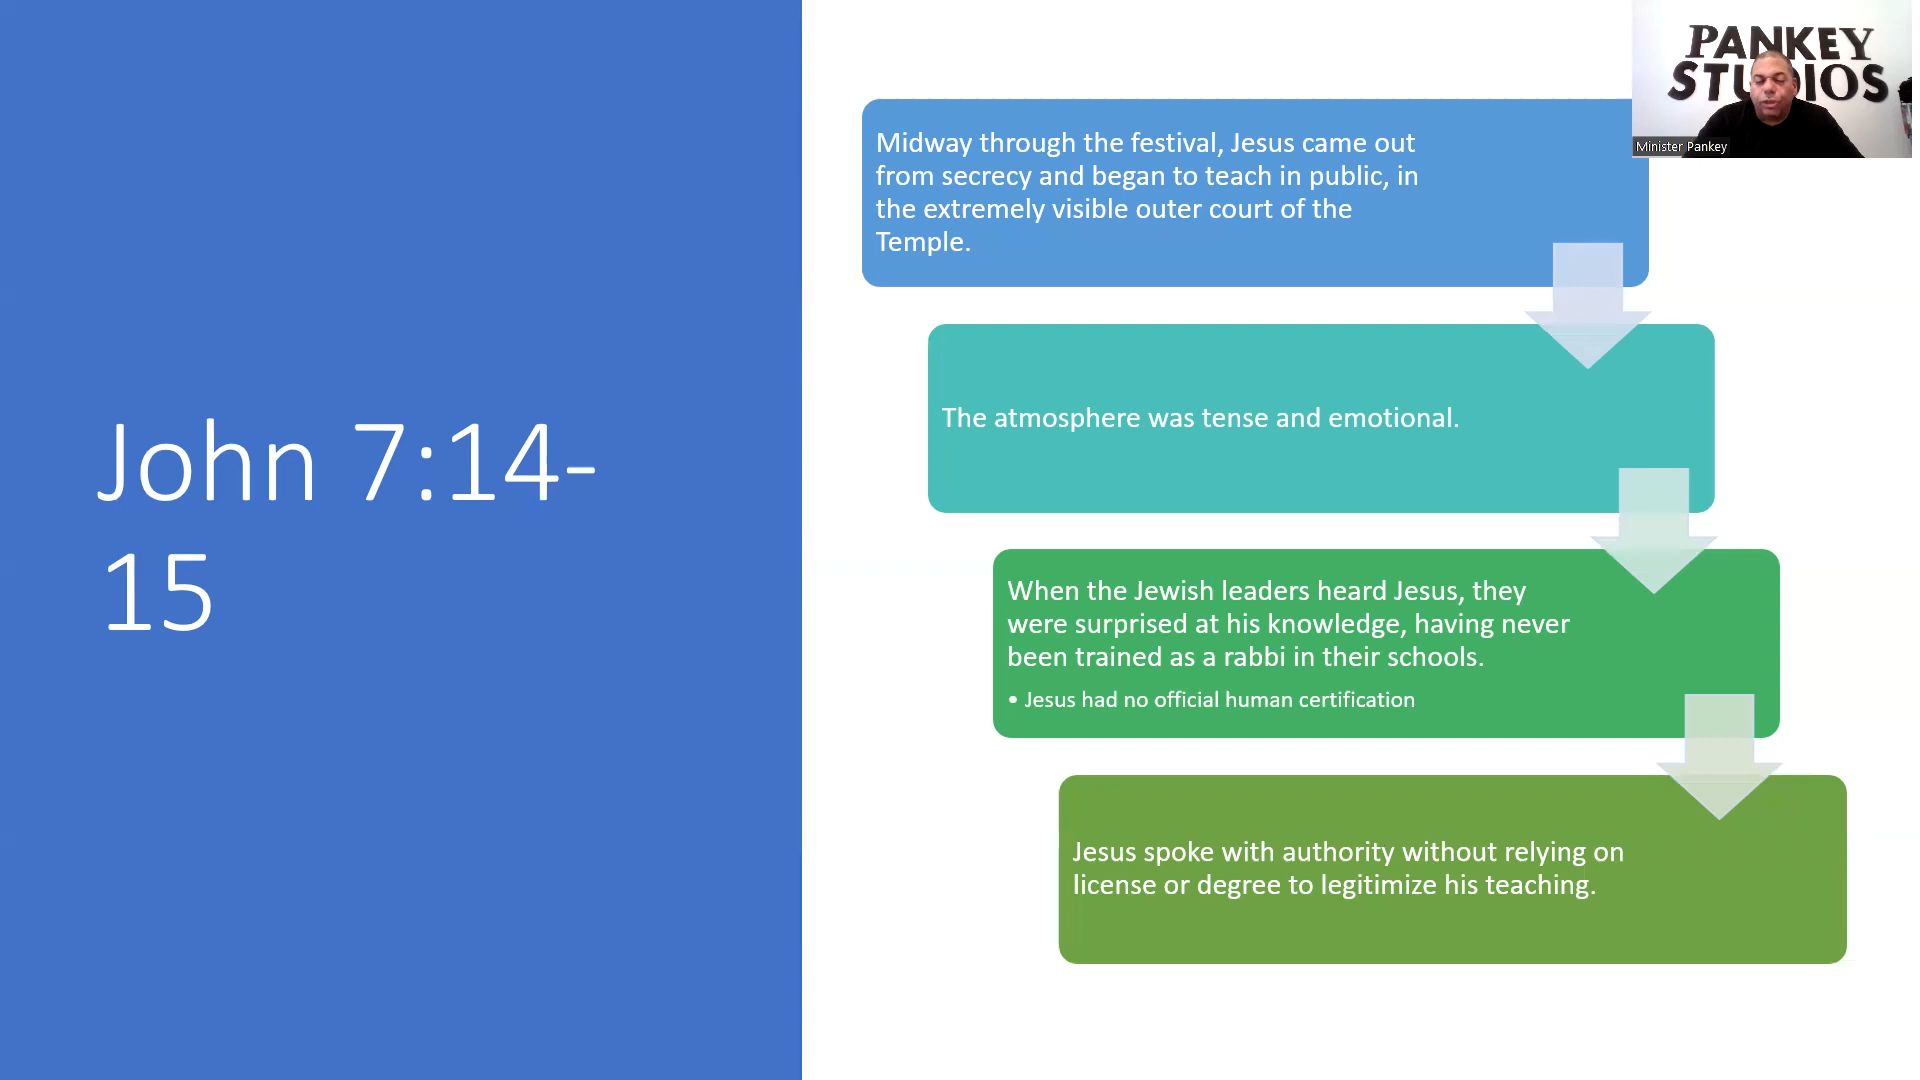 John 7:14-
15
Midway through the festival, Jesus came out
from secrecy and began to teach in public, in
the extremely visible outer court of the
Temple.
The atmosphere was tense and emotional.
When the Jewish leaders heard Jesus, they
were surprised at his knowledge, having never
been trained as a rabbi in their schools.
• Jesus had no official human certification
Jesus spoke with authority without relying on
license or degree to legitimize his teaching.
PANKEY
STUDIOS
Minister Pankey